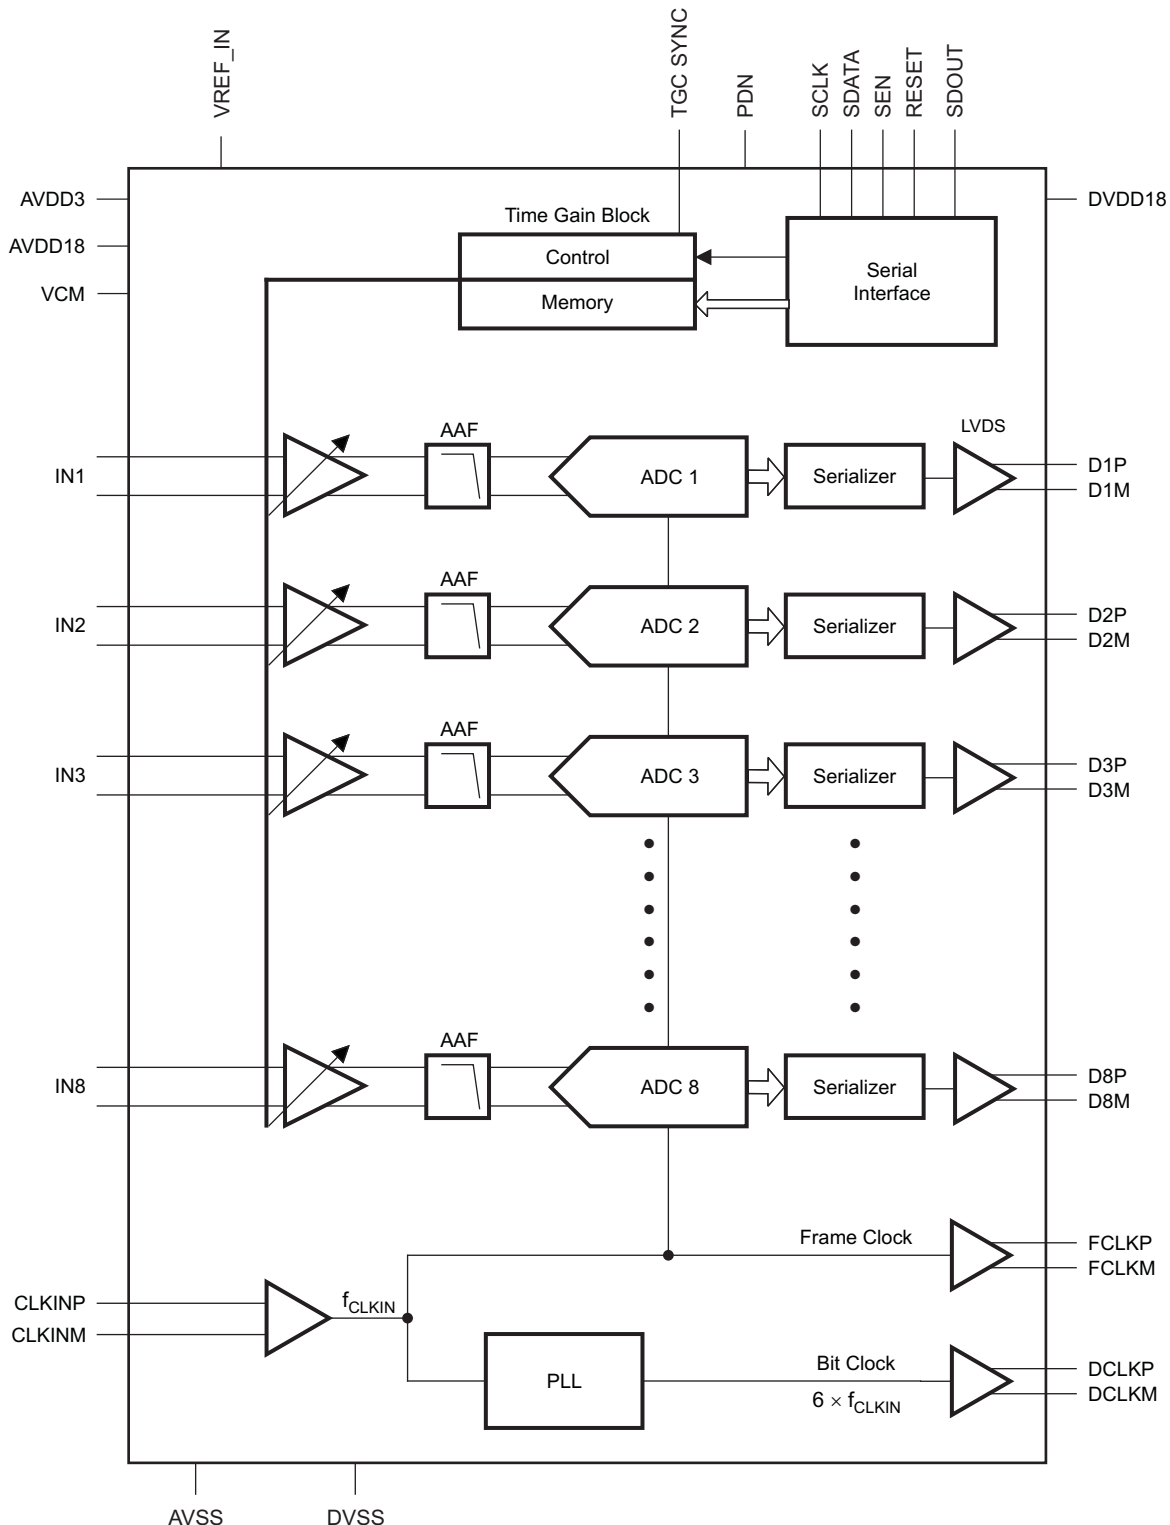 VREF_IN
TGC SYNC
PDN
SCLK
SDATA
SEN
RESET
SDOUT
AVDD3
AVDD18
VCM
DVDD18
Time Gain Block
Control
Memory
Serial
Interface
IN1
AAF
ADC 1
Serializer
LVDS
D1P
D1M
IN2
AAF
ADC 2
Serializer
D2P
D2M
IN3
AAF
ADC 3
Serializer
D3P
D3M
IN8
AAF
ADC 8
Serializer
D8P
D8M
CLKINP
CLKINM
fCLKIN
Frame Clock
FCLKP
FCLKM
PLL
Bit Clock
6 × fCLKIN
DCLKP
DCLKM
AVSS
DVSS